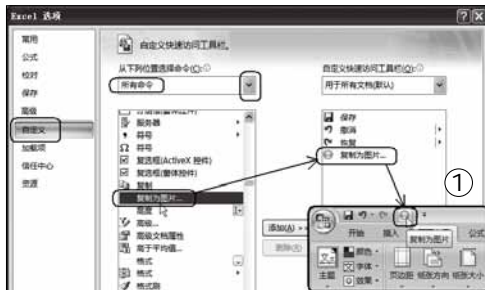 Excel 选项
常用
公式
校对
保存
高级
自定义
加载项
信任中心
资源
自定义快速访问工具栏。
从下列位置选择命令(C):
所有命令
服务器
符号
符号
复选框(ActiveX 控件)
复选框(窗体控件)
复制
复制为图片...
高度
高级...
高级文档属性
高于平均值...
格式
格式
格式刷
添加(A) >>
删除(R)
自定义快速访问工具栏(Q):
用于所有文档(默认)
保存
撤消
恢复
复制为图片...
①
开始
插入
复制为图片
公式
主题
颜色
字体
效果
页边距
纸张方向
纸张大小